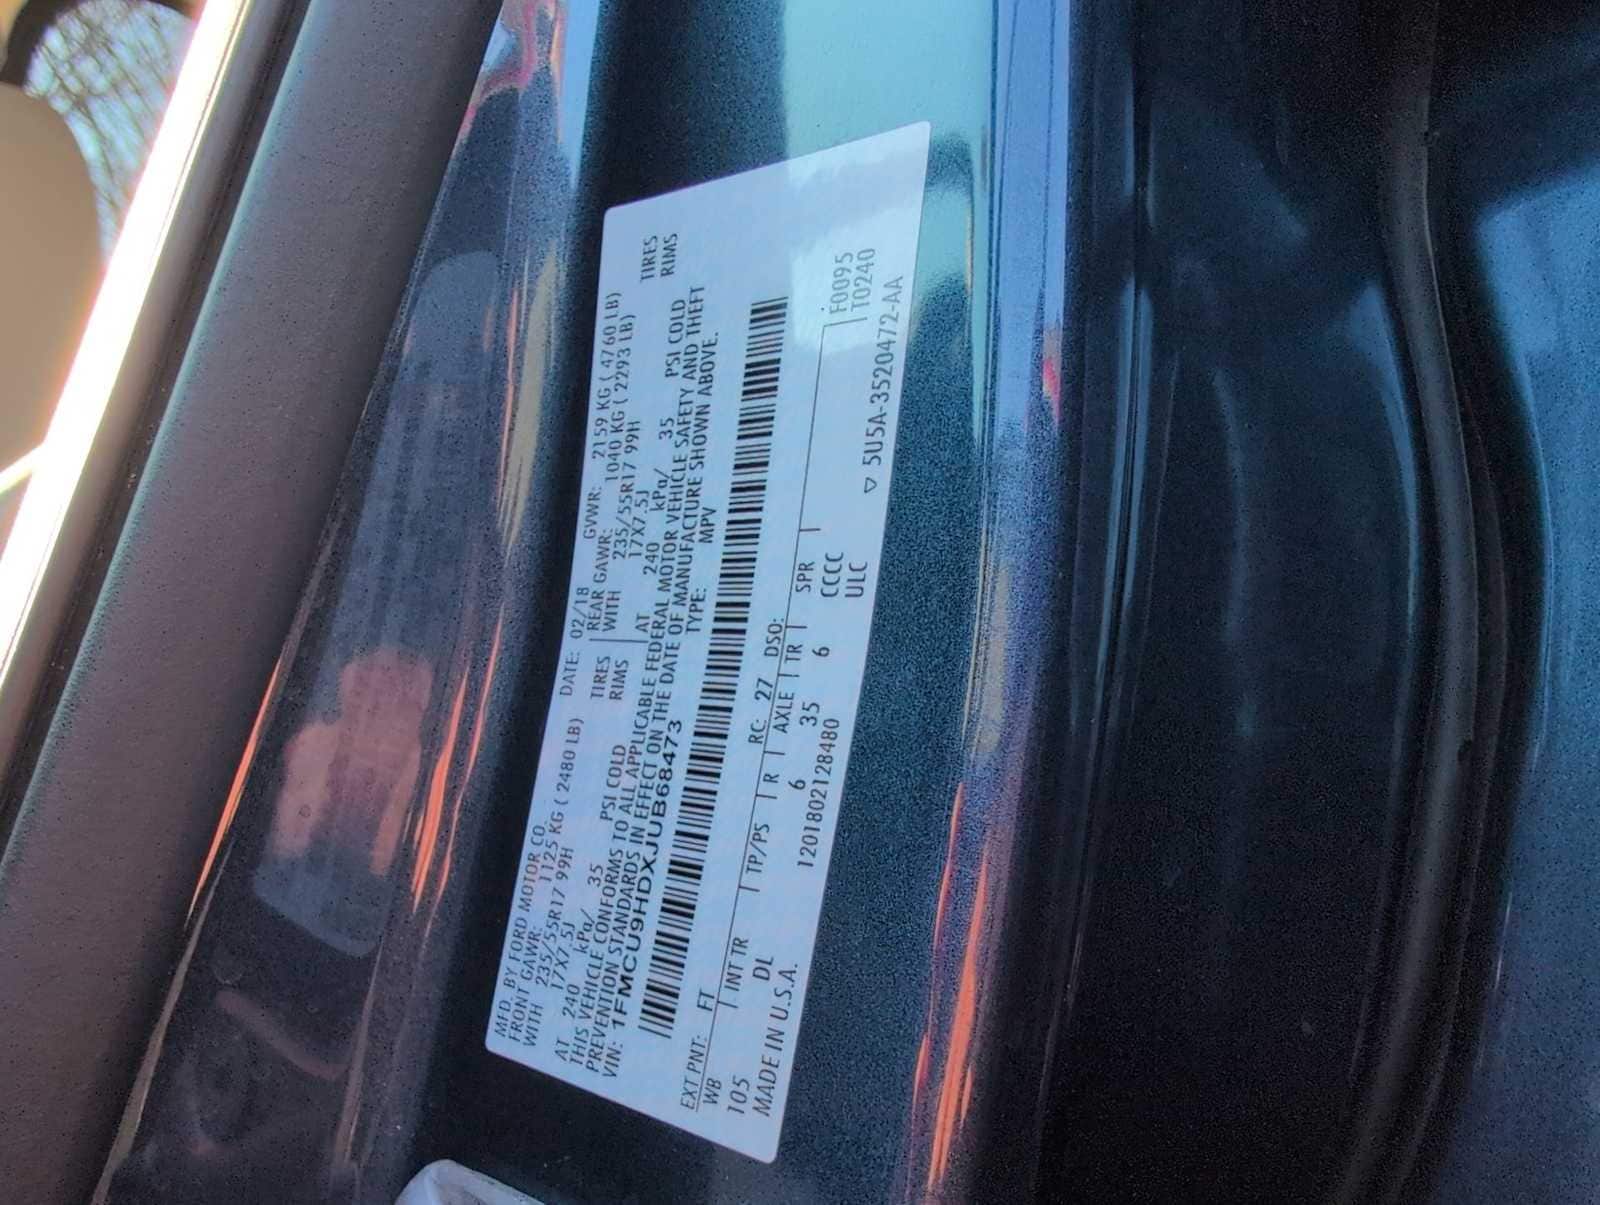 MFD. BY FORD MOTOR CO. DATE: 02/18 GVWR: 2159 KG ( 4760 LB)
FRONT GAWR: 1125 KG ( 2480 LB) REAR GAWR: 1040 KG ( 2293 LB)
WITH 235/55R17 99H TIRES WITH 235/55R17 99H TIRES
17X7.5J RIMS 17X7.5J RIMS
AT 240 kPa/ 35 PSI COLD AT 240 kPa/ 35 PSI COLD
THIS VEHICLE CONFORMS TO ALL APPLICABLE FEDERAL MOTOR VEHICLE SAFETY AND THEFT
PREVENTION STANDARDS IN EFFECT ON THE DATE OF MANUFACTURE SHOWN ABOVE.
VIN: 1FMCU9HDXJUB68473 TYPE: MPV
EXT PNT: FT RC: 27 DSO:
WB INT TR TP/PS R AXLE TR SPR F0095
105 DL 6 35 6 CCCC T0240
MADE IN U.S.A. 1201802128480 ULC
▽ 5U5A-3520472-AA